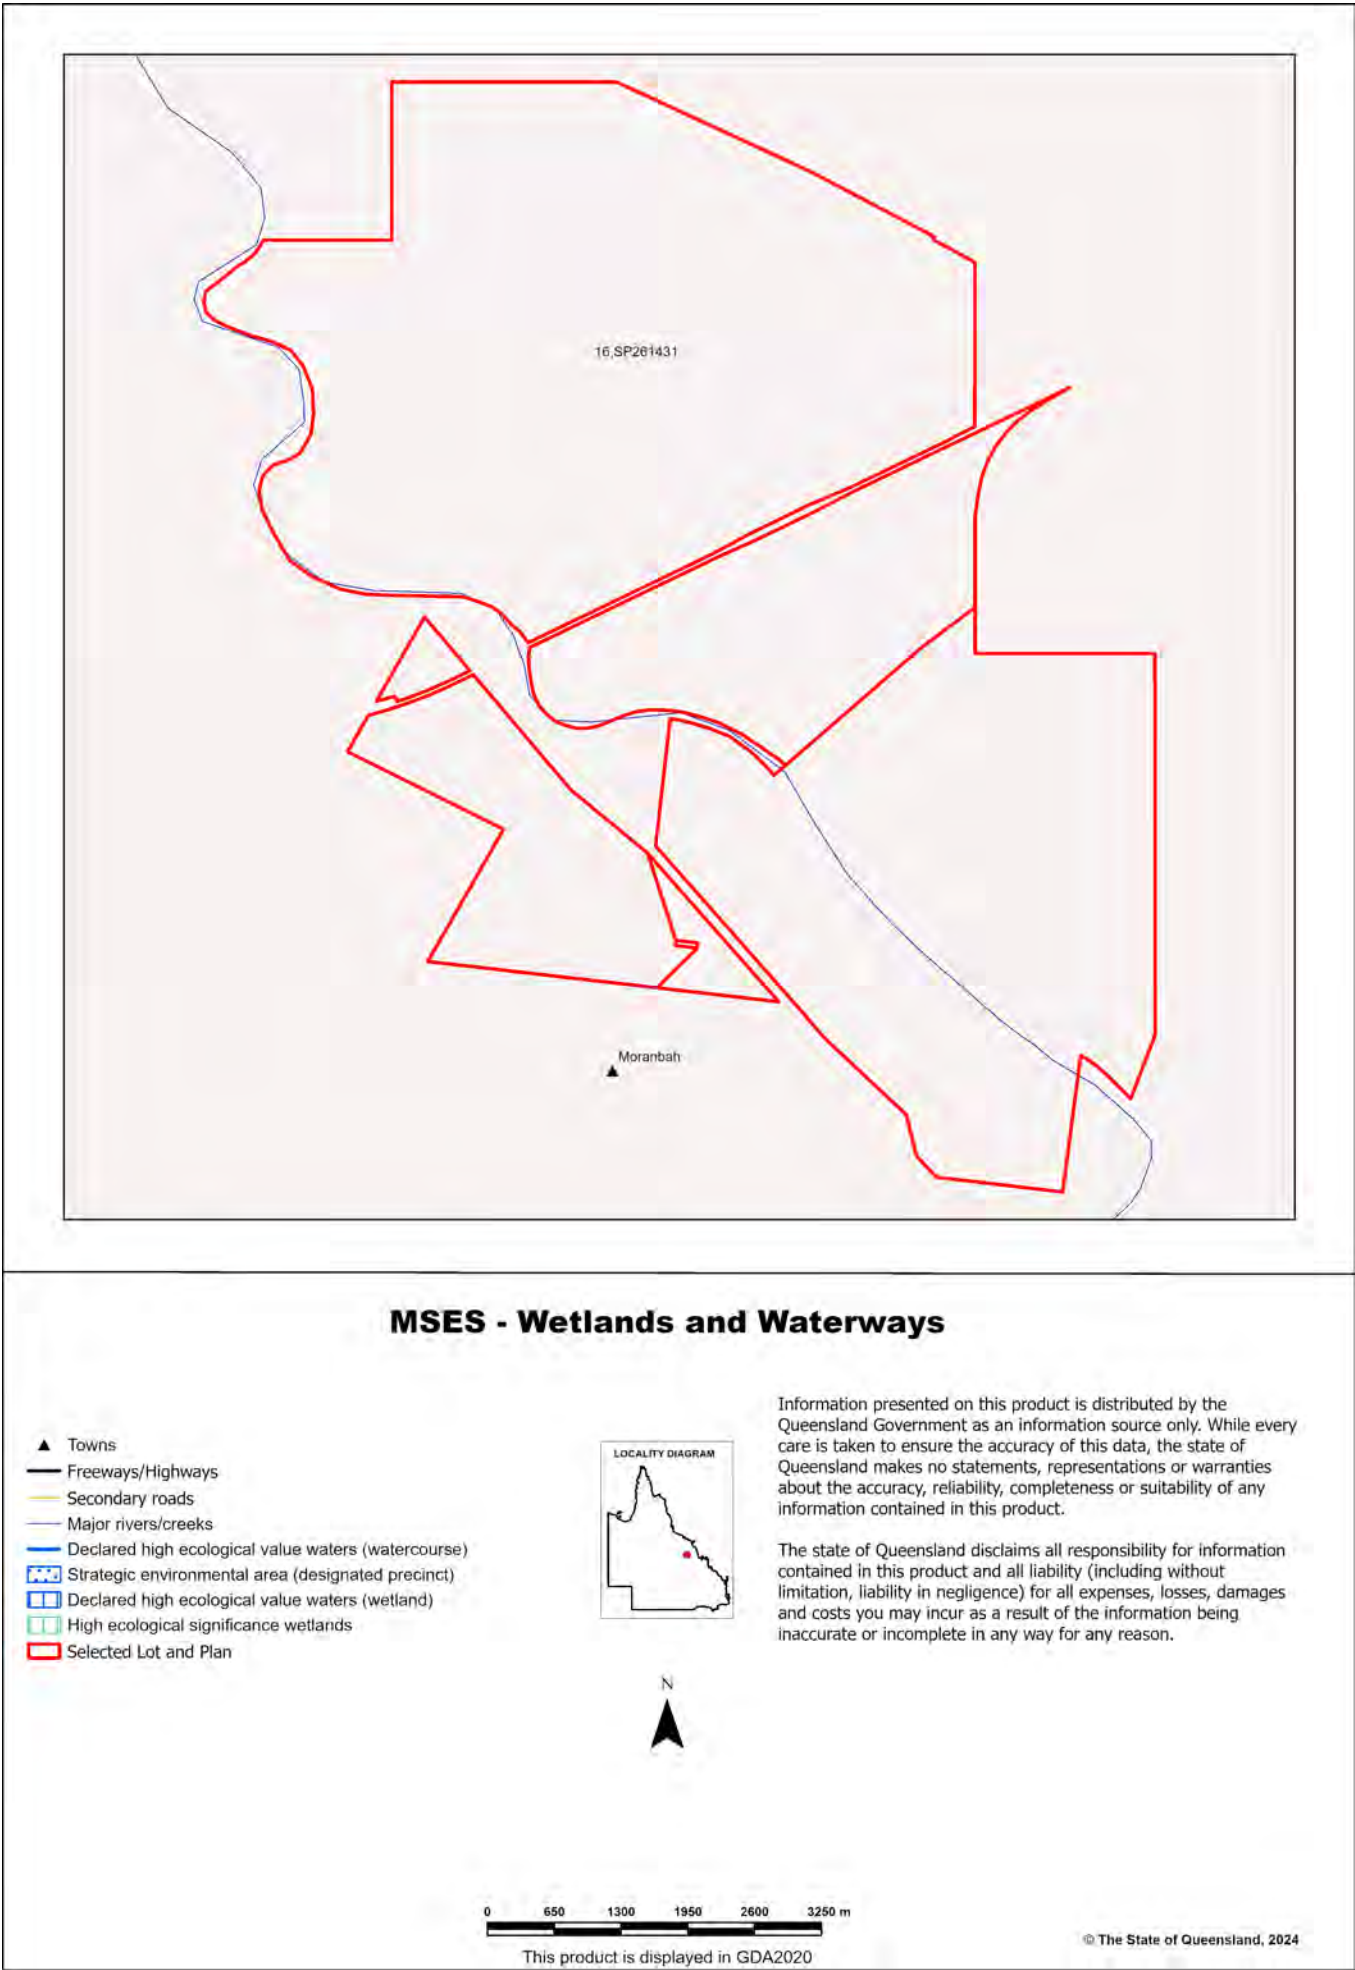 16,SP261431
Moranbah
MSES - Wetlands and Waterways
Towns
Freeways/Highways
Secondary roads
Major rivers/creeks
Declared high ecological value waters (watercourse)
Strategic environmental area (designated precinct)
Declared high ecological value waters (wetland)
High ecological significance wetlands
Selected Lot and Plan
LOCALITY DIAGRAM
N
Information presented on this product is distributed by the
Queensland Government as an information source only. While every
care is taken to ensure the accuracy of this data, the state of
Queensland makes no statements, representations or warranties
about the accuracy, reliability, completeness or suitability of any
information contained in this product.
The state of Queensland disclaims all responsibility for information
contained in this product and all liability (including without
limitation, liability in negligence) for all expenses, losses, damages
and costs you may incur as a result of the information being
inaccurate or incomplete in any way for any reason.
0 650 1300 1950 2600 3250 m
This product is displayed in GDA2020
© The State of Queensland, 2024